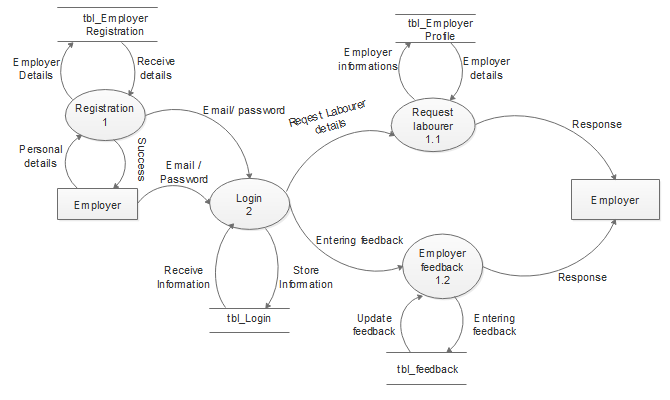 tbl_Employer
Registration
tbl_Employer
Profile
Employer
Details
Receive
details
Employer
informations
Employer
details
Registration
1
Email/ password
Reqest Labourer
details
Request
labourer
1.1
Response
Personal
details
Success
Email /
Password
Employer
Login
2
Employer
Entering feedback
Employer
feedback
1.2
Response
Receive
Information
Store
Information
tbl_Login
Update
feedback
Entering
feedback
tbl_feedback